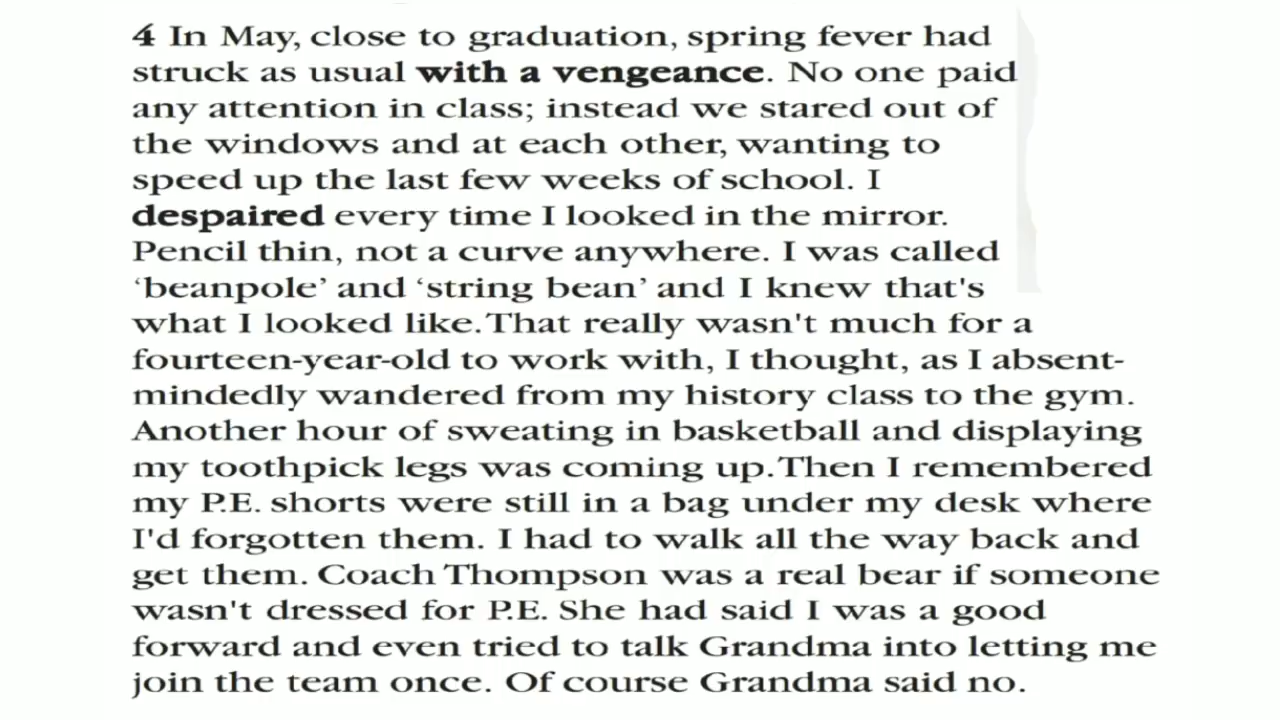 4 In May, close to graduation, spring fever had
struck as usual with a vengeance. No one paid
any attention in class; instead we stared out of
the windows and at each other, wanting to
speed up the last few weeks of school. I
despaired every time I looked in the mirror.
Pencil thin, not a curve anywhere. I was called
‘beanpole’ and ‘string bean’ and I knew that's
what I looked like. That really wasn't much for a
fourteen-year-old to work with, I thought, as I absent-
mindedly wandered from my history class to the gym.
Another hour of sweating in basketball and displaying
my toothpick legs was coming up. Then I remembered
my P.E. shorts were still in a bag under my desk where
I'd forgotten them. I had to walk all the way back and
get them. Coach Thompson was a real bear if someone
wasn't dressed for P.E. She had said I was a good
forward and even tried to talk Grandma into letting me
join the team once. Of course Grandma said no.